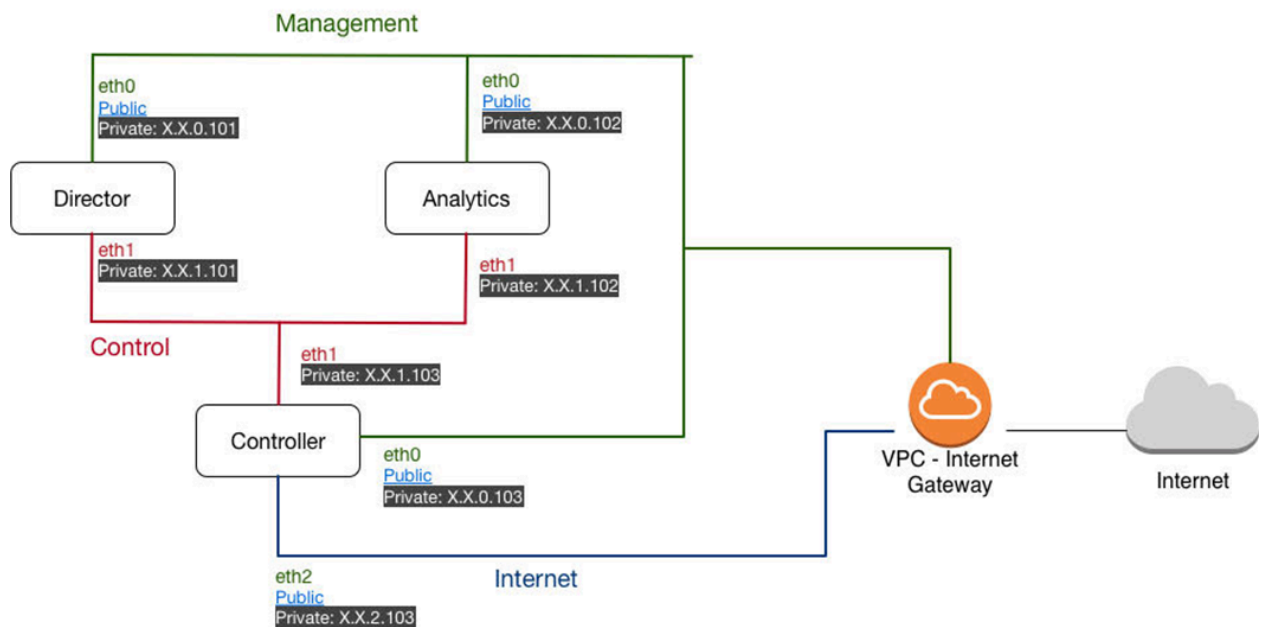 Management
eth0
Public
Private: X.X.0.101
eth0
Public
Private: X.X.0.102
Director
Analytics
eth1
Private: X.X.1.101
eth1
Private: X.X.1.102
Control
eth1
Private: X.X.1.103
Controller
eth0
Public
Private: X.X.0.103
VPC - Internet
Gateway
Internet
Internet
eth2
Public
Private: X.X.2.103